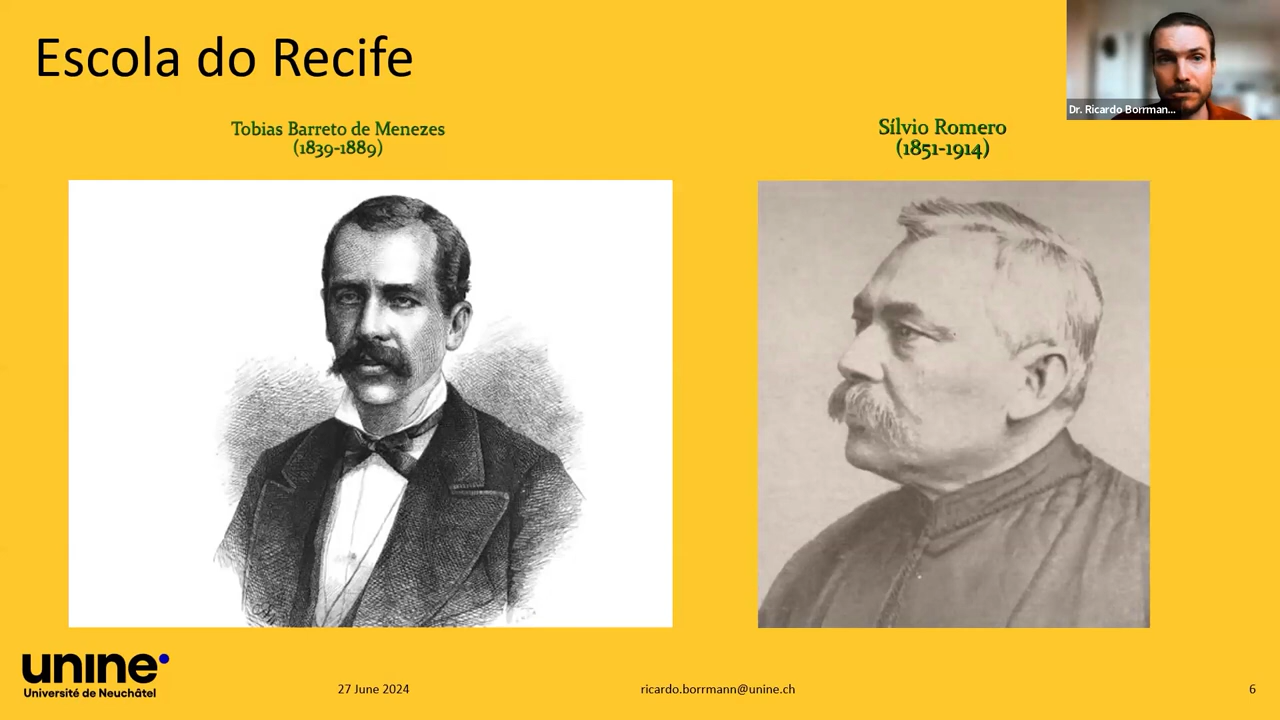 Escola do Recife
Dr. Ricardo Borrman...
Tobias Barreto de Menezes
(1839-1889)
Sílvio Romero
(1851-1914)
unine
Université de Neuchâtel
27 June 2024
ricardo.borrmann@unine.ch
6